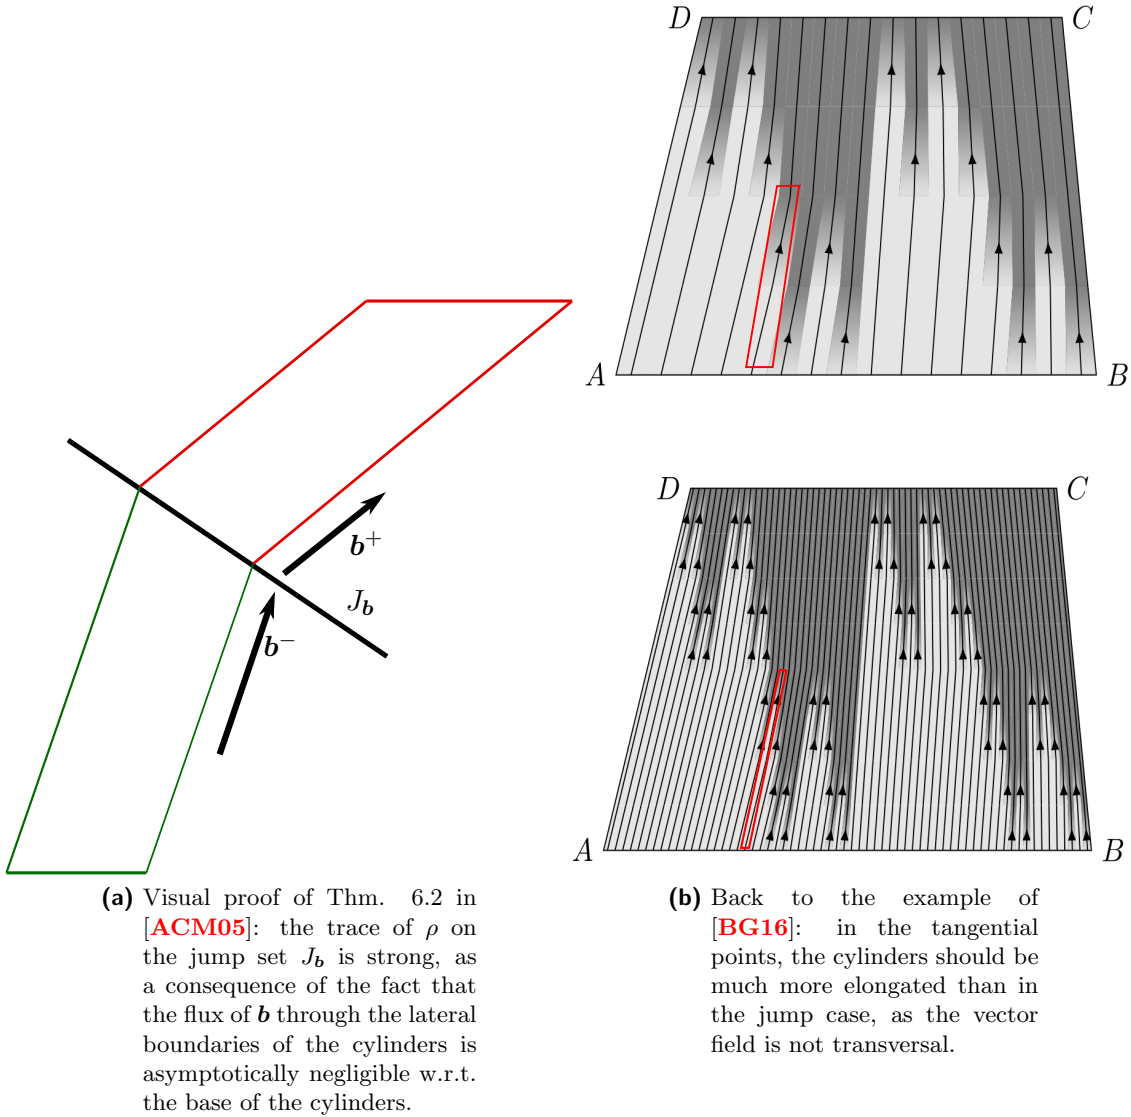 D
C
A
B
b⁺
J_b
b⁻
D
C
A
B
(a) Visual proof of Thm. 6.2 in
[ACM05]: the trace of ρ on
the jump set J_b is strong, as
a consequence of the fact that
the flux of b through the lateral
boundaries of the cylinders is
asymptotically negligible w.r.t.
the base of the cylinders.
(b) Back to the example of
[BG16]: in the tangential
points, the cylinders should be
much more elongated than in
the jump case, as the vector
field is not transversal.